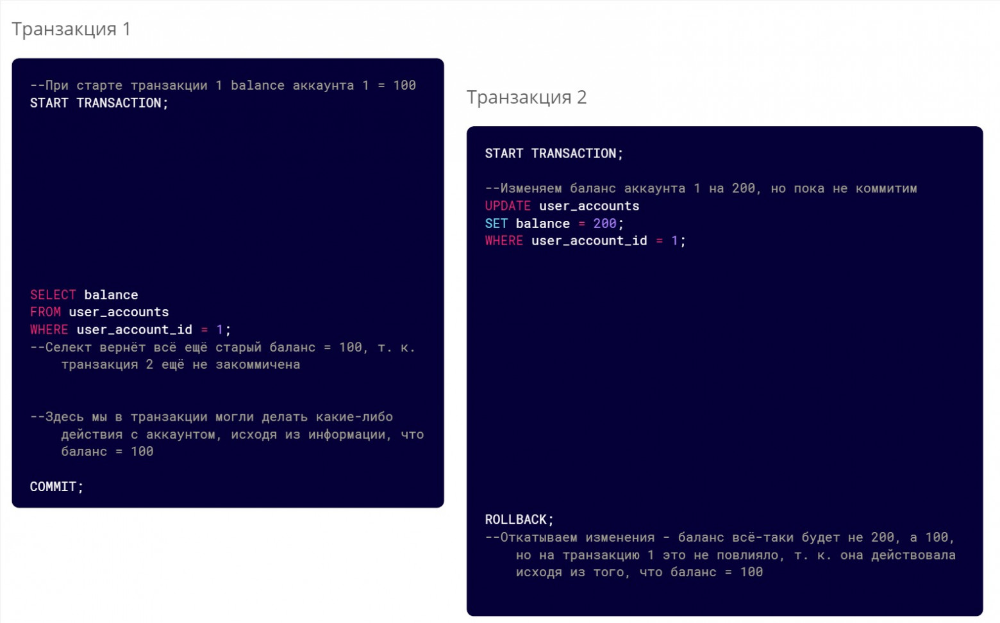 Транзакция 1
--При старте транзакции 1 balance аккаунта 1 = 100
START TRANSACTION;
SELECT balance
FROM user_accounts
WHERE user_account_id = 1;
--Селект вернёт всё ещё старый баланс = 100, т. к.
транзакция 2 ещё не закоммичена
--Здесь мы в транзакции могли делать какие-либо
действия с аккаунтом, исходя из информации, что
баланс = 100
COMMIT;
Транзакция 2
START TRANSACTION;
--Изменяем баланс аккаунта 1 на 200, но пока не коммитим
UPDATE user_accounts
SET balance = 200;
WHERE user_account_id = 1;
ROLLBACK;
--Откатываем изменения - баланс всё-таки будет не 200, а 100,
но на транзакцию 1 это не повлияло, т. к. она действовала
исходя из того, что баланс = 100